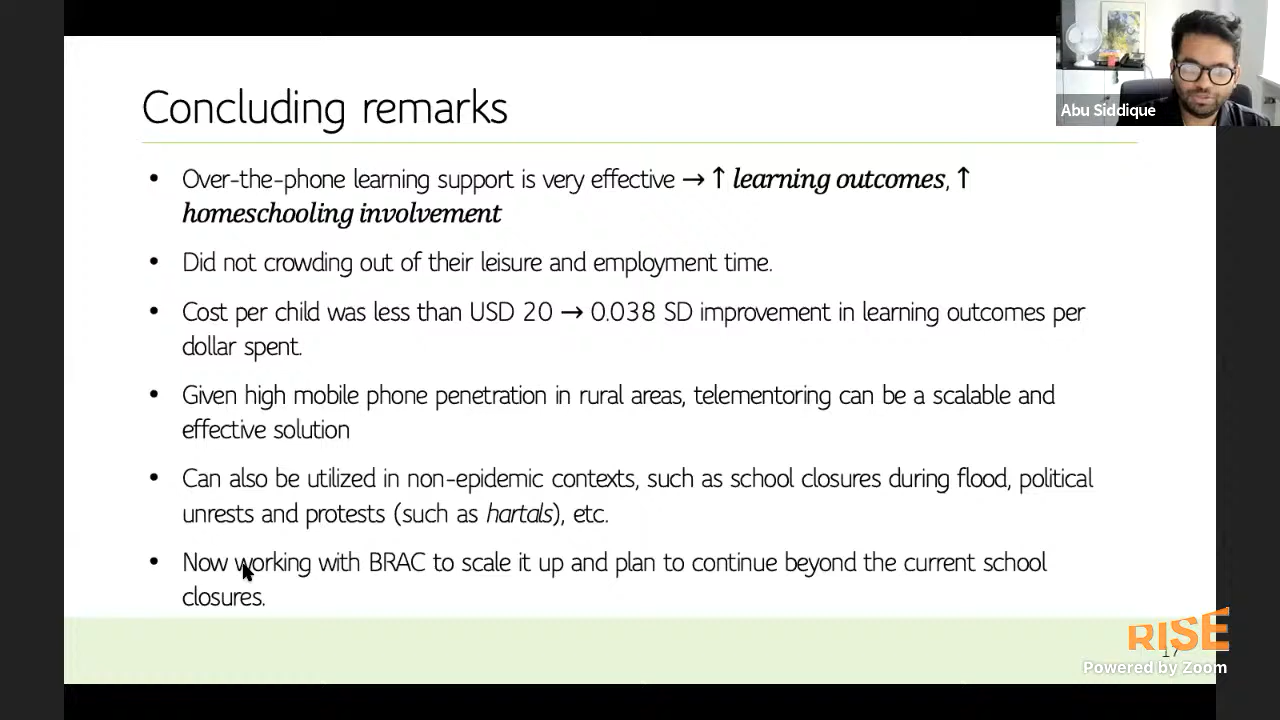 Concluding remarks
Abu Siddique
• Over-the-phone learning support is very effective → ↑ learning outcomes, ↑
homeschooling involvement
• Did not crowding out of their leisure and employment time.
• Cost per child was less than USD 20 → 0.038 SD improvement in learning outcomes per
dollar spent.
• Given high mobile phone penetration in rural areas, telementoring can be a scalable and
effective solution
• Can also be utilized in non-epidemic contexts, such as school closures during flood, political
unrests and protests (such as hartals), etc.
• Now working with BRAC to scale it up and plan to continue beyond the current school
closures.
RISE
17
Powered by Zoom